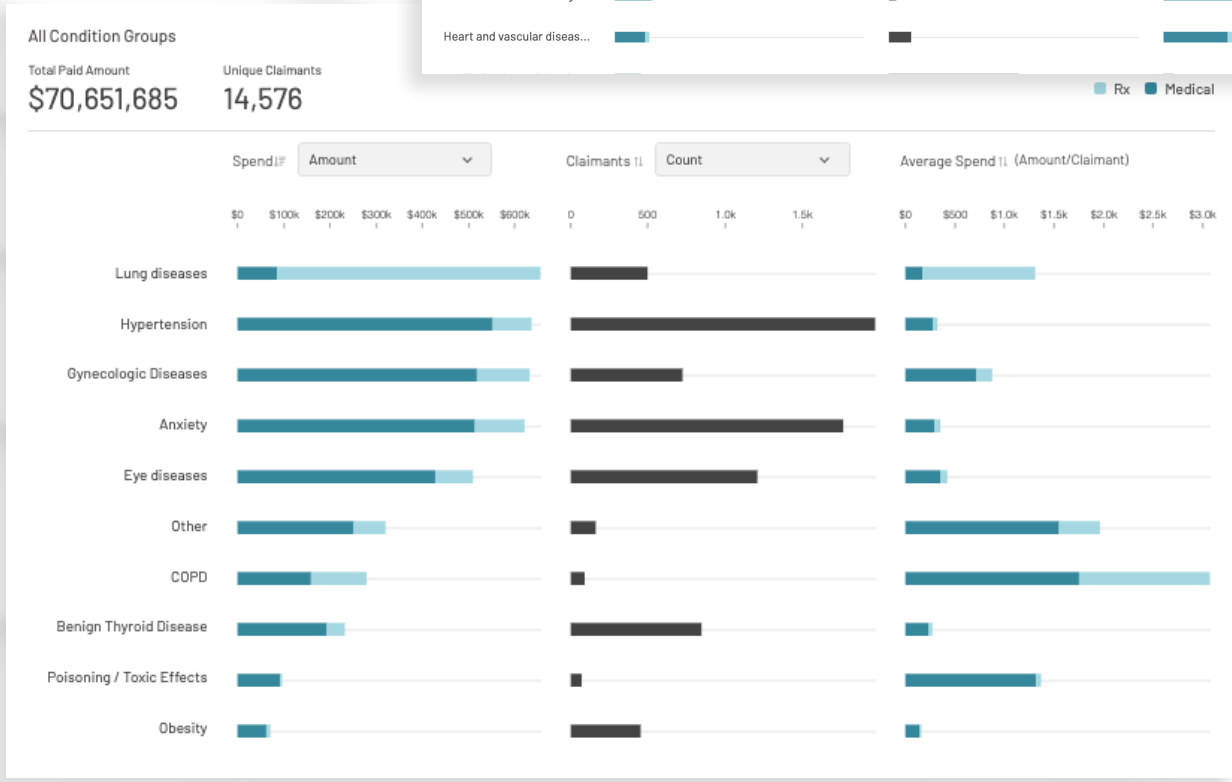 Heart and vascular diseas...
All Condition Groups
Total Paid Amount
Unique Claimants
$70,651,685
14,576
Rx
Medical
Spend
Amount
Claimants
Count
Average Spend
(Amount/Claimant)
$0 $100k $200k $300k $400k $500k $600k
0 500 1.0k 1.5k
$0 $500 $1.0k $1.5k $2.0k $2.5k $3.0k
Lung diseases
Hypertension
Gynecologic Diseases
Anxiety
Eye diseases
Other
COPD
Benign Thyroid Disease
Poisoning / Toxic Effects
Obesity